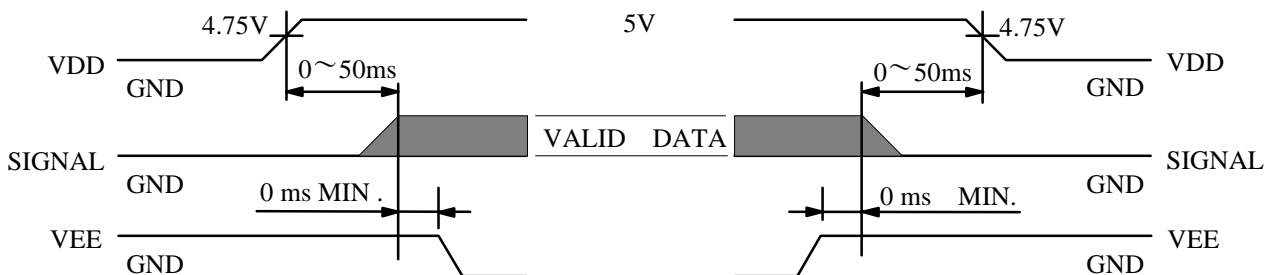 4.75V 5V 4.75V
VDD VDD
GND 0～50ms 0～50ms GND
VALID DATA
SIGNAL SIGNAL
GND GND
0 ms MIN . 0 ms MIN.
VEE VEE
GND GND